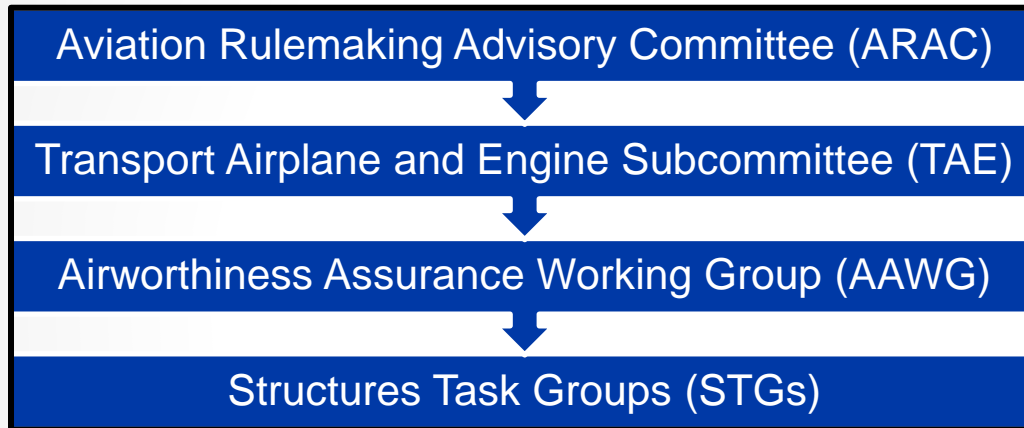 Aviation Rulemaking Advisory Committee (ARAC)
Transport Airplane and Engine Subcommittee (TAE)
Airworthiness Assurance Working Group (AAWG)
Structures Task Groups (STGs)